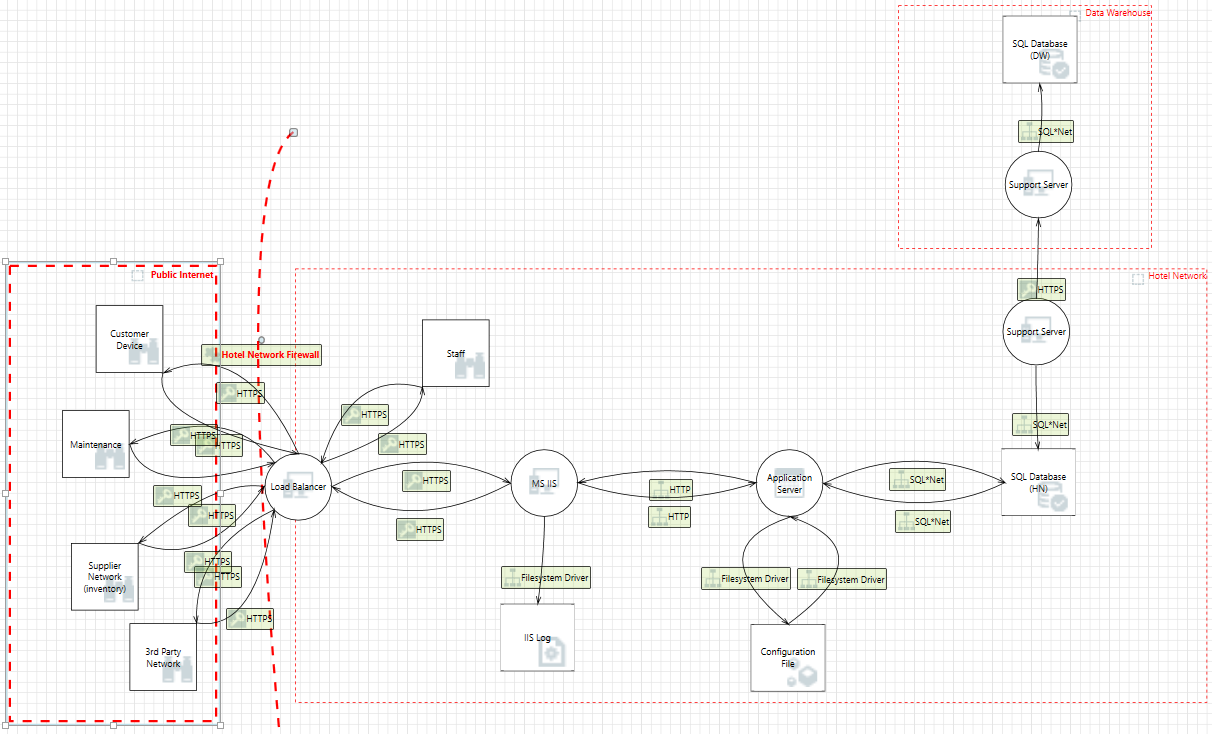 Data Warehouse
SQL Database
(DW)
SQL*Net
Support Server
Public Internet
Hotel Network
HTTPS
Customer
Device
Support Server
Hotel Network Firewall
Staff
HTTPS
HTTPS
SQL*Net
HTTPS
HTTPS
HTTPS
Maintenance
HTTPS
Load Balancer
HTTPS
MS IIS
HTTP
Application
Server
SQL*Net
SQL Database
(HN)
HTTPS
HTTPS
HTTPS
HTTP
SQL*Net
HTTPS
HTTPS
Supplier
Network
(inventory)
Filesystem Driver
Filesystem Driver
Filesystem Driver
HTTPS
3rd Party
Network
IIS Log
Configuration
File